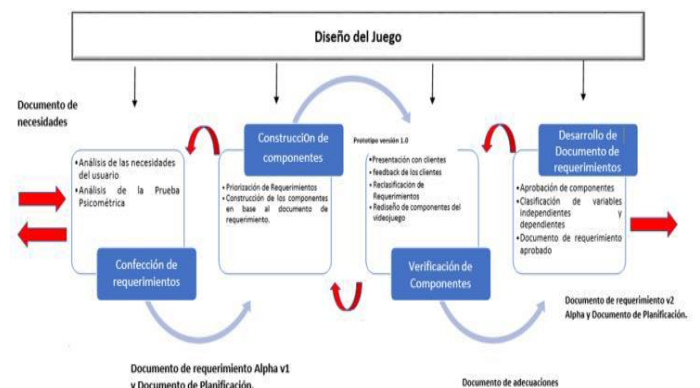 Diseño del Juego
Documento de
necesidades
•Análisis de las necesidades
del usuario
•Análisis de la Prueba
Psicométrica
Confección de
requerimientos
Documento de requerimiento Alpha v1
y Documento de Planificación.
Construcci0n de
componentes
• Priorización de Requerimientos
• Construcción de los componentes
en base al documento de
requerimiento.
Prototipo versión 1.0
•Presentación con clientes
• feedback de los clientes
• Reclasificación de
Requerimientos
• Rediseño de componentes del
videojuego
Verificación de
Componentes
Documento de adecuaciones
Desarrollo de
Documento de
requerimientos
•Aprobación de componentes
•Clasificación de variables
independientes y
dependientes
•Documento de requerimiento
aprobado
Documento de requerimiento v2
Alpha y Documento de Planificación.